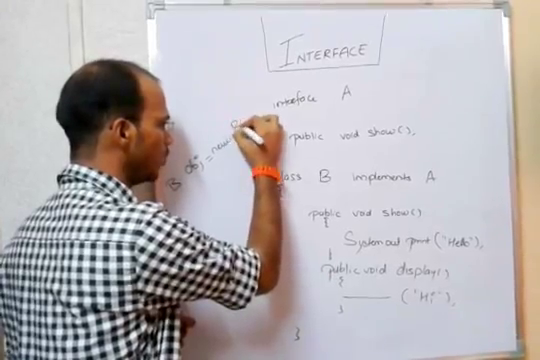 INTERFACE
interface A
public void show();
B obj = new
class B implements A
{
public void show()
{
System.out print ("Hello");
}
public void display()
{
("Hi");
}
}